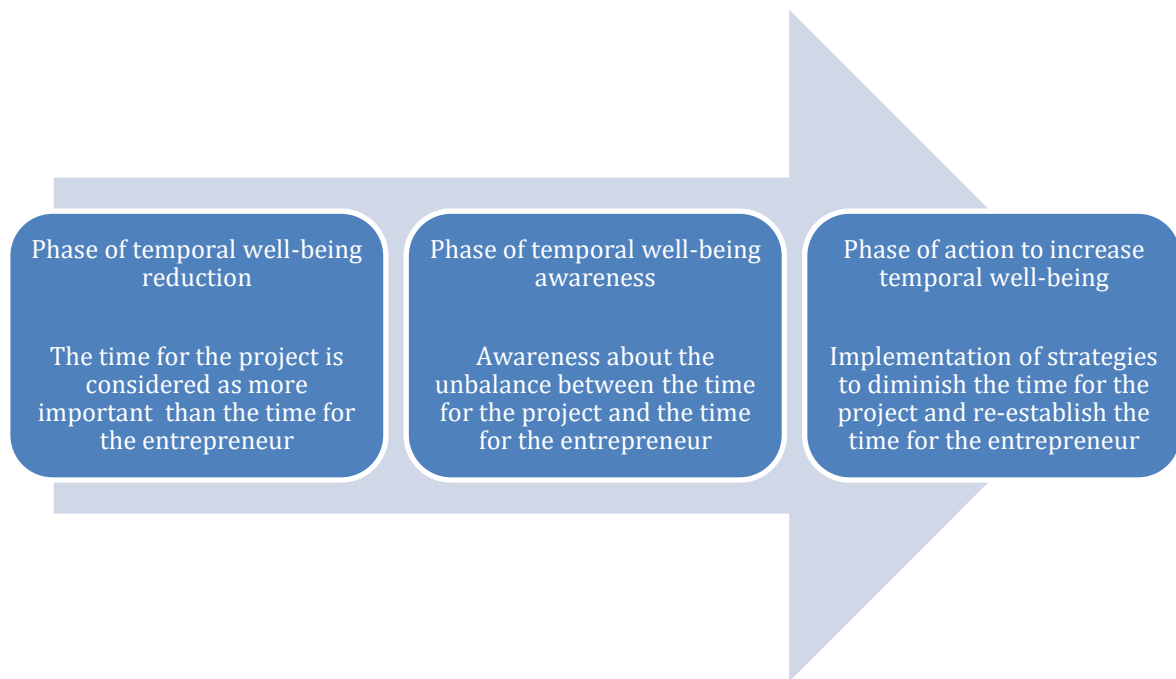 Phase of temporal well-being
reduction
The time for the project is
considered as more
important  than the time for
the entrepreneur
Phase of temporal well-being
awareness
Awareness about the
unbalance between the time
for the project and the time
for the entrepreneur
Phase of action to increase
temporal well-being
Implementation of strategies
to diminish the time for the
project and re-establish the
time for the entrepreneur